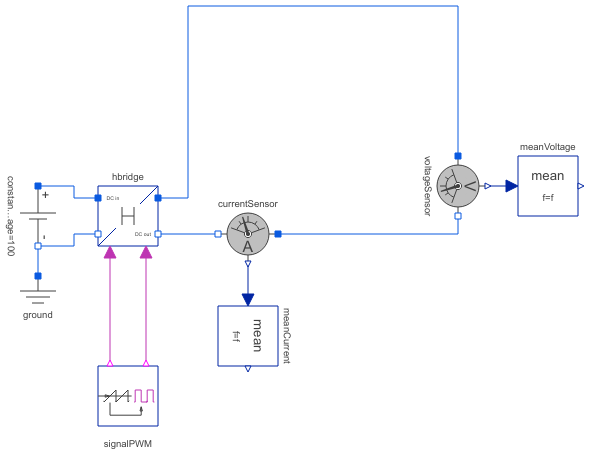 meanVoltage
mean
f=f
voltageSensor
hbridge
DC in
DC out
constan...age=100
+
-
currentSensor
A
ground
mean
f=f
meanCurrent
signalPWM